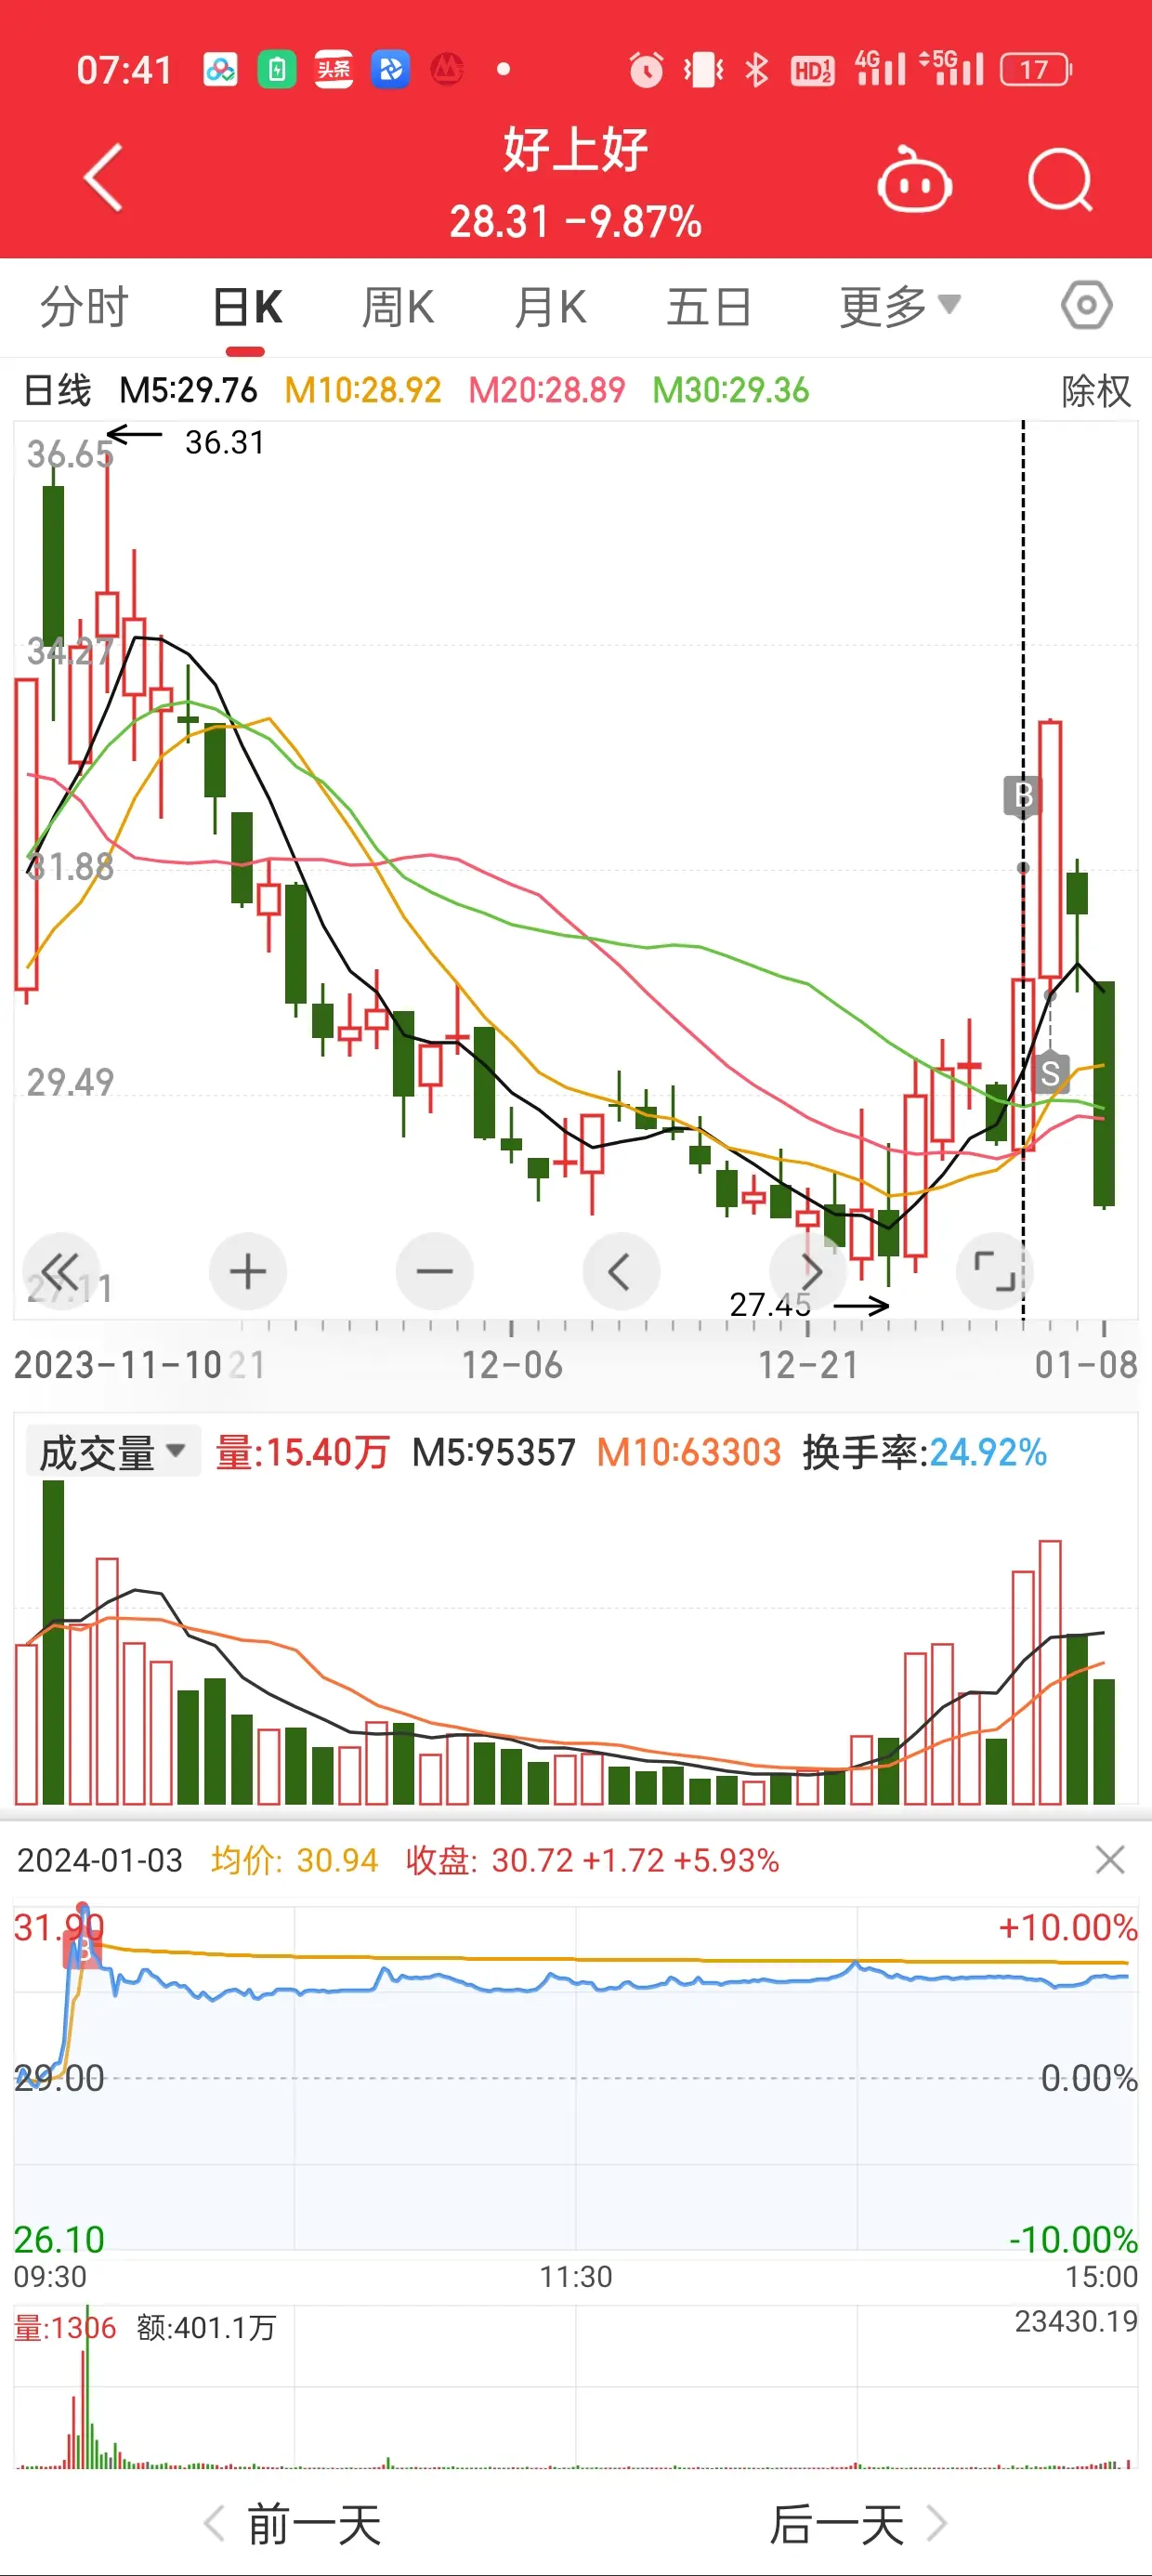 07:41 头条 HD12 4G 5G 17
好上好
28.31 -9.87%
分时 日K 周K 月K 五日 更多
日线 M5:29.76 M10:28.92 M20:28.89 M30:29.36 除权
36.65 36.31
34.27
B
31.88
S
29.49
27.11 27.45
2023-11-10 21 12-06 12-21 01-08
成交量 量:15.40万 M5:95357 M10:63303 换手率:24.92%
2024-01-03 均价: 30.94 收盘: 30.72 +1.72 +5.93%
31.90 +10.00%
B
29.00 0.00%
26.10 -10.00%
09:30 11:30 15:00
量:1306 额:401.1万 23430.19
前一天 后一天